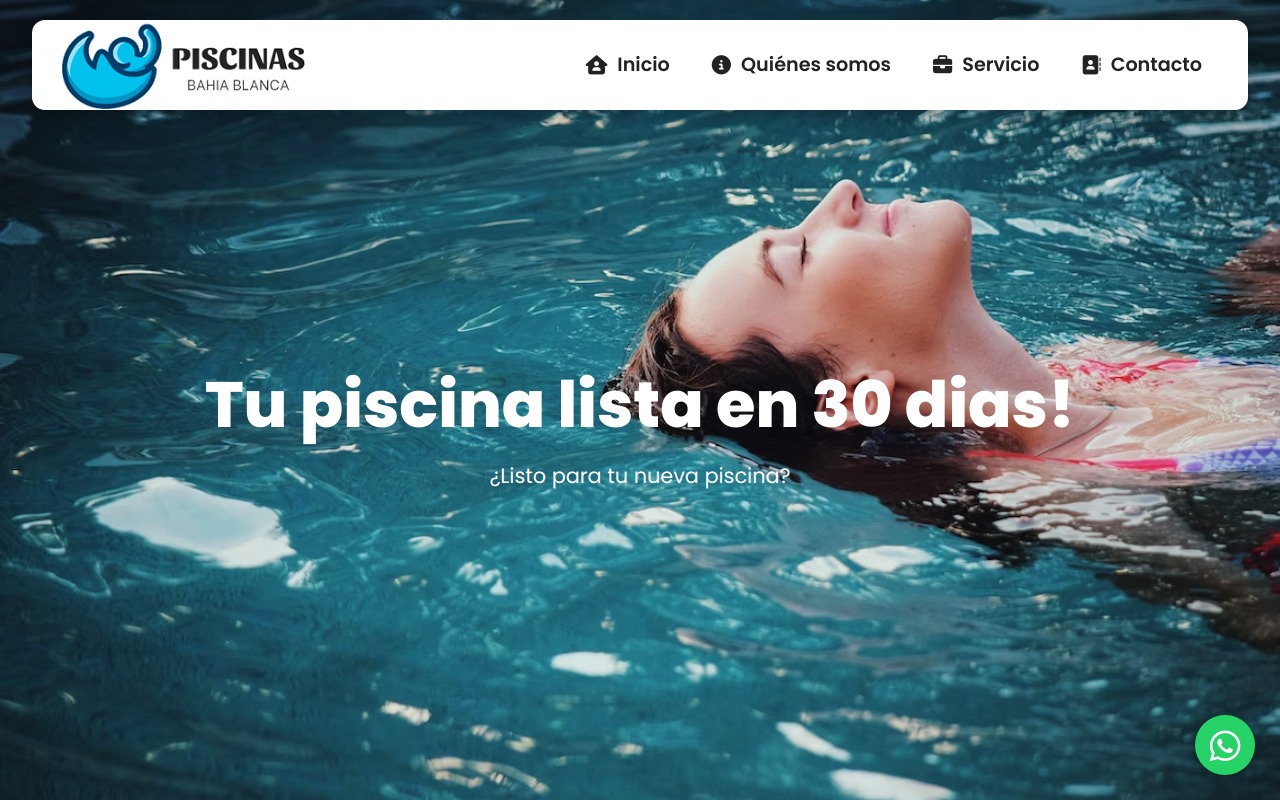 PISCINAS
BAHIA BLANCA
Inicio
Quiénes somos
Servicio
Contacto
Tu piscina lista en 30 dias!
¿Listo para tu nueva piscina?